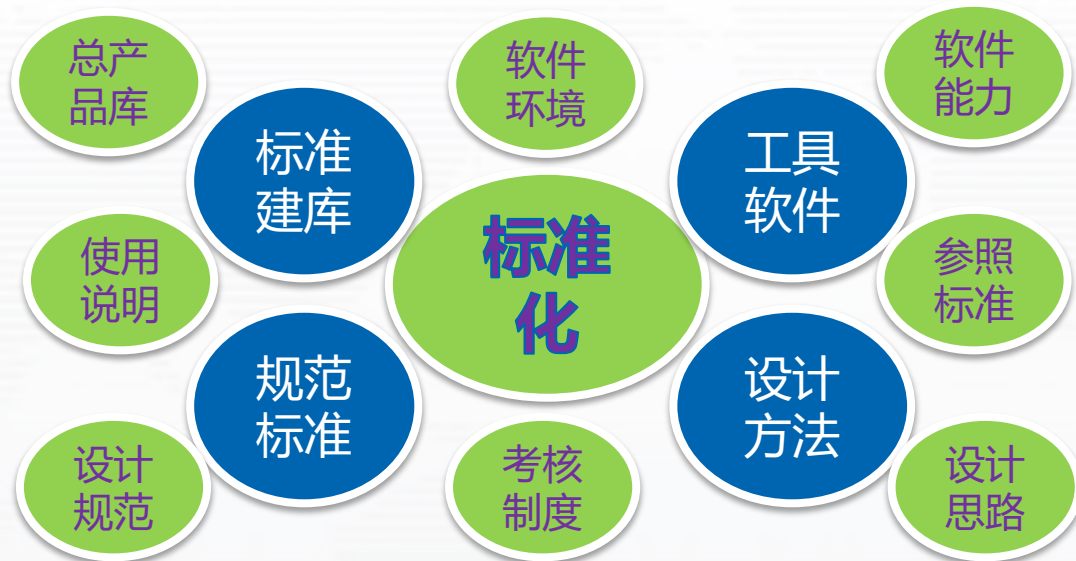 总产
品库
软件
环境
软件
能力
标准
建库
工具
软件
标准
化
使用
说明
参照
标准
规范
标准
设计
方法
设计
规范
考核
制度
设计
思路